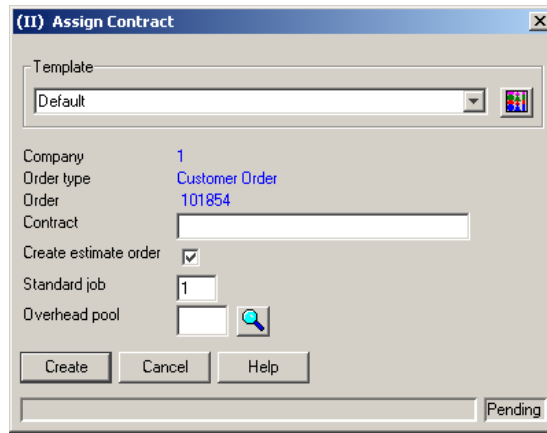 (II) Assign Contract
Template
Default
Company 1
Order type Customer Order
Order 101854
Contract
Create estimate order
Standard job 1
Overhead pool
Create Cancel Help
Pending